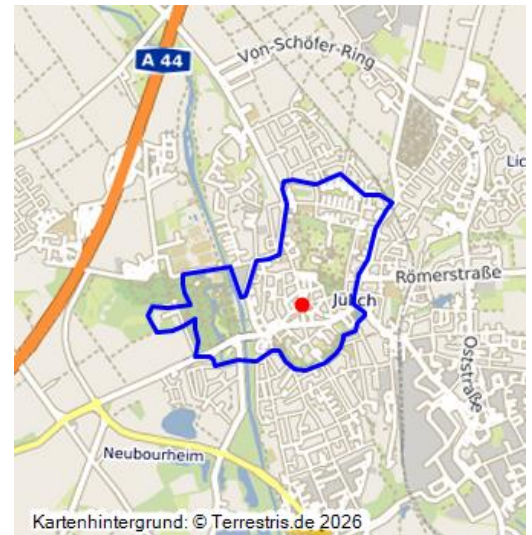 A 44
Von-Schöfer-Ring
Lic
Römerstraße
Jülich
Oststraße
Neubourheim
Kartenhintergrund: © Terrestris.de 2026